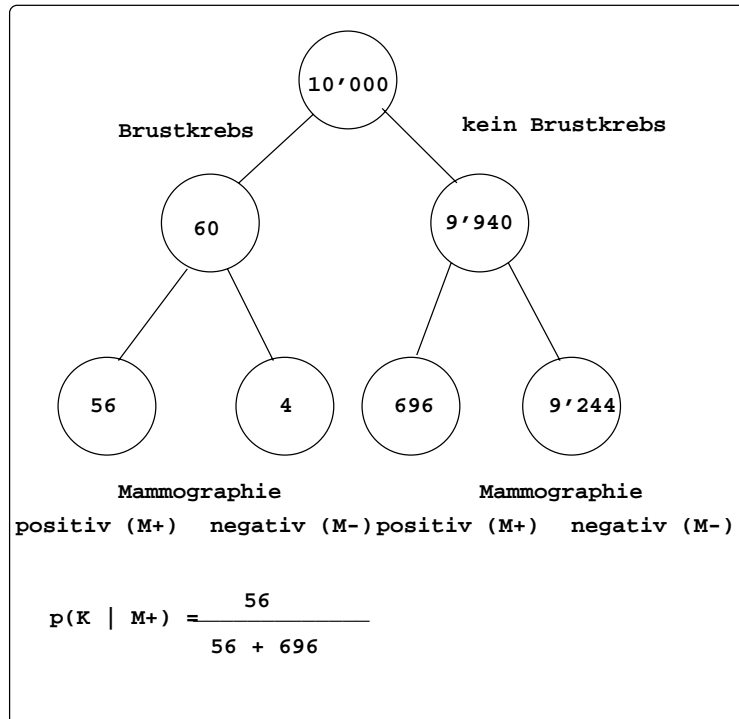 10′000
Brustkrebs kein Brustkrebs
60 9′940
56 4 696 9′244
Mammographie Mammographie
positiv (M+) negativ (M-) positiv (M+) negativ (M-)
56
p(K | M+) =
56 + 696